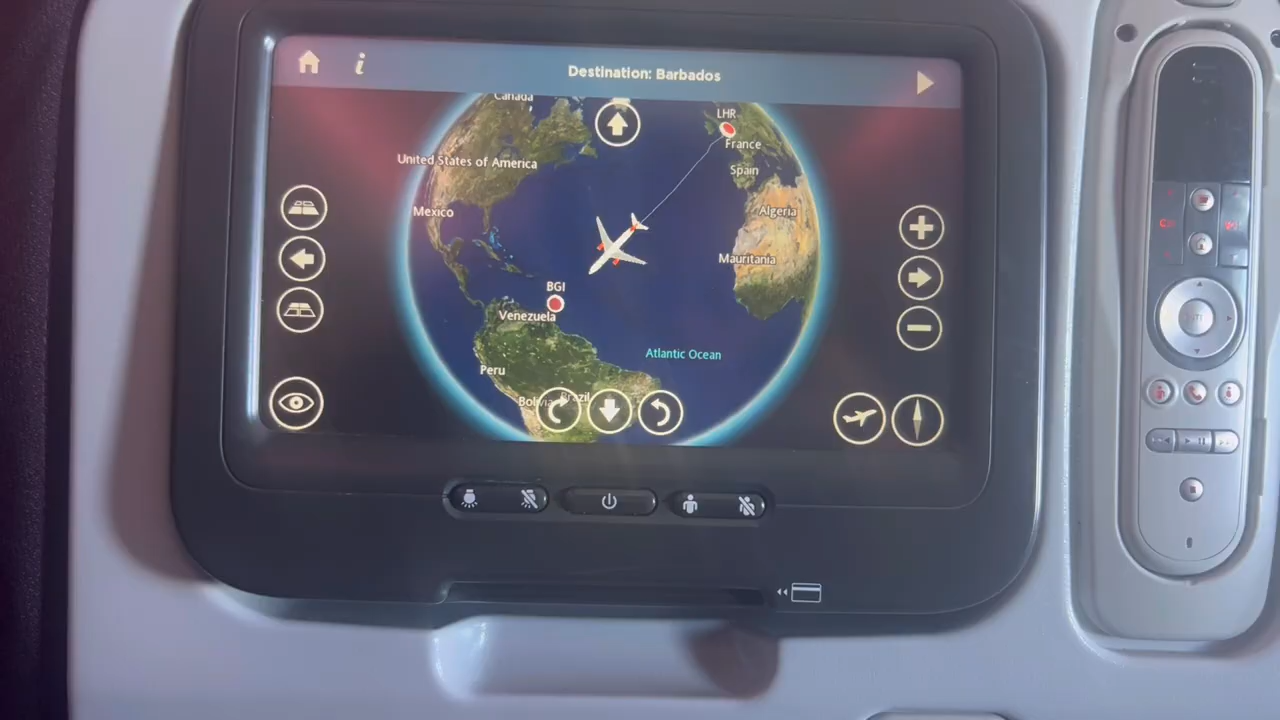 Destination: Barbados
Canada
LHR
France
United States of America
Spain
Mexico
Algeria
Mauritania
BGI
Venezuela
Atlantic Ocean
Peru
Bolivia
Brazil